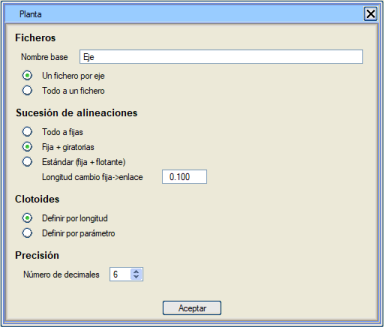 Planta
Ficheros
Nombre base Eje
Un fichero por eje
Todo a un fichero
Sucesión de alineaciones
Todo a fijas
Fija + giratorias
Estándar (fija + flotante)
Longitud cambio fija->enlace 0.100
Clotoides
Definir por longitud
Definir por parámetro
Precisión
Número de decimales 6
Aceptar